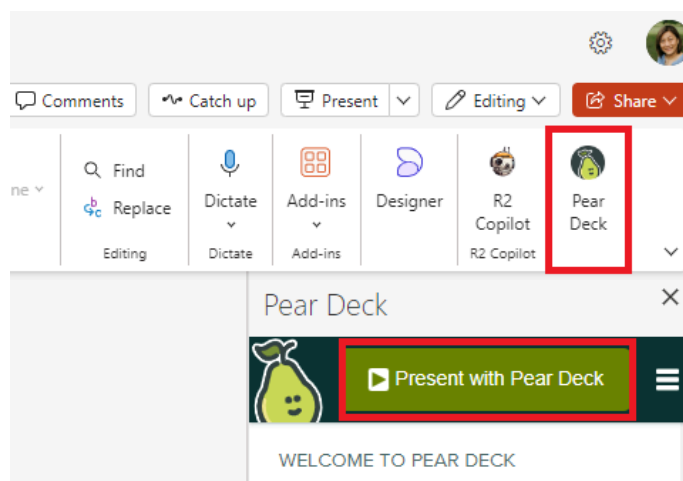 Comments Catch up Present Editing Share
ne Find Dictate Add-ins Designer R2 Pear
Replace Copilot Deck
Editing Dictate Add-ins R2 Copilot
Pear Deck
Present with Pear Deck
WELCOME TO PEAR DECK